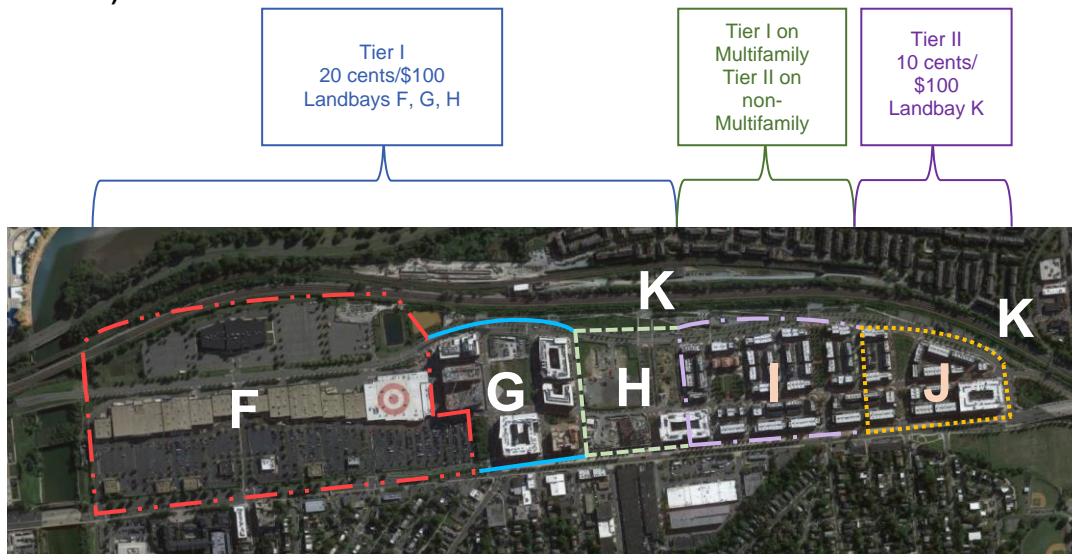 Tier I
20 cents/$100
Landbays F, G, H
Tier I on
Multifamily
Tier II on
non-
Multifamily
Tier II
10 cents/
$100
Landbay K
K
K
F
G
H
I
J